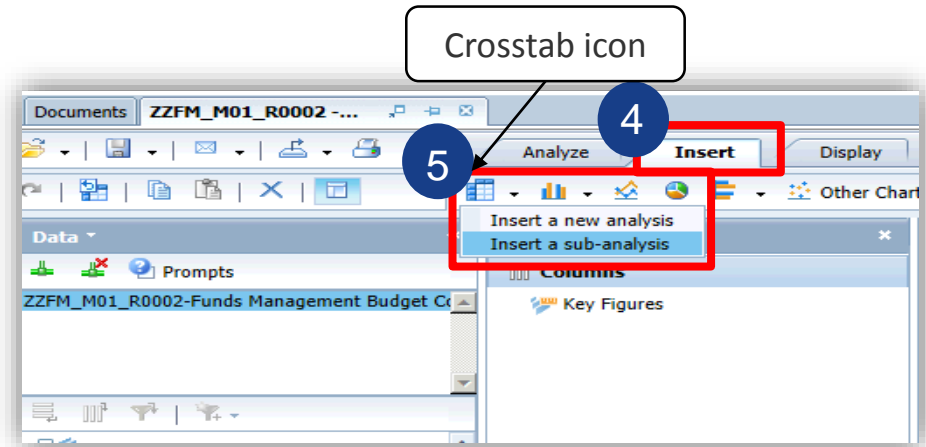 Crosstab icon
4
Documents ZZFM_M01_R0002 -...
5
Analyze Insert Display
Other Chart
Insert a new analysis
Insert a sub-analysis
Data
Prompts
Columns
ZZFM_M01_R0002-Funds Management Budget Co
Key Figures